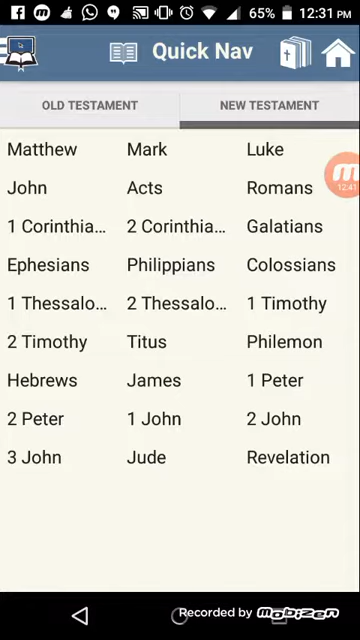 65% 12:31 PM
Quick Nav
OLD TESTAMENT NEW TESTAMENT
Matthew Mark Luke
John Acts Romans
12:41
1 Corinthia... 2 Corinthia... Galatians
Ephesians Philippians Colossians
1 Thessalo... 2 Thessalo... 1 Timothy
2 Timothy Titus Philemon
Hebrews James 1 Peter
2 Peter 1 John 2 John
3 John Jude Revelation
Recorded by mobizen